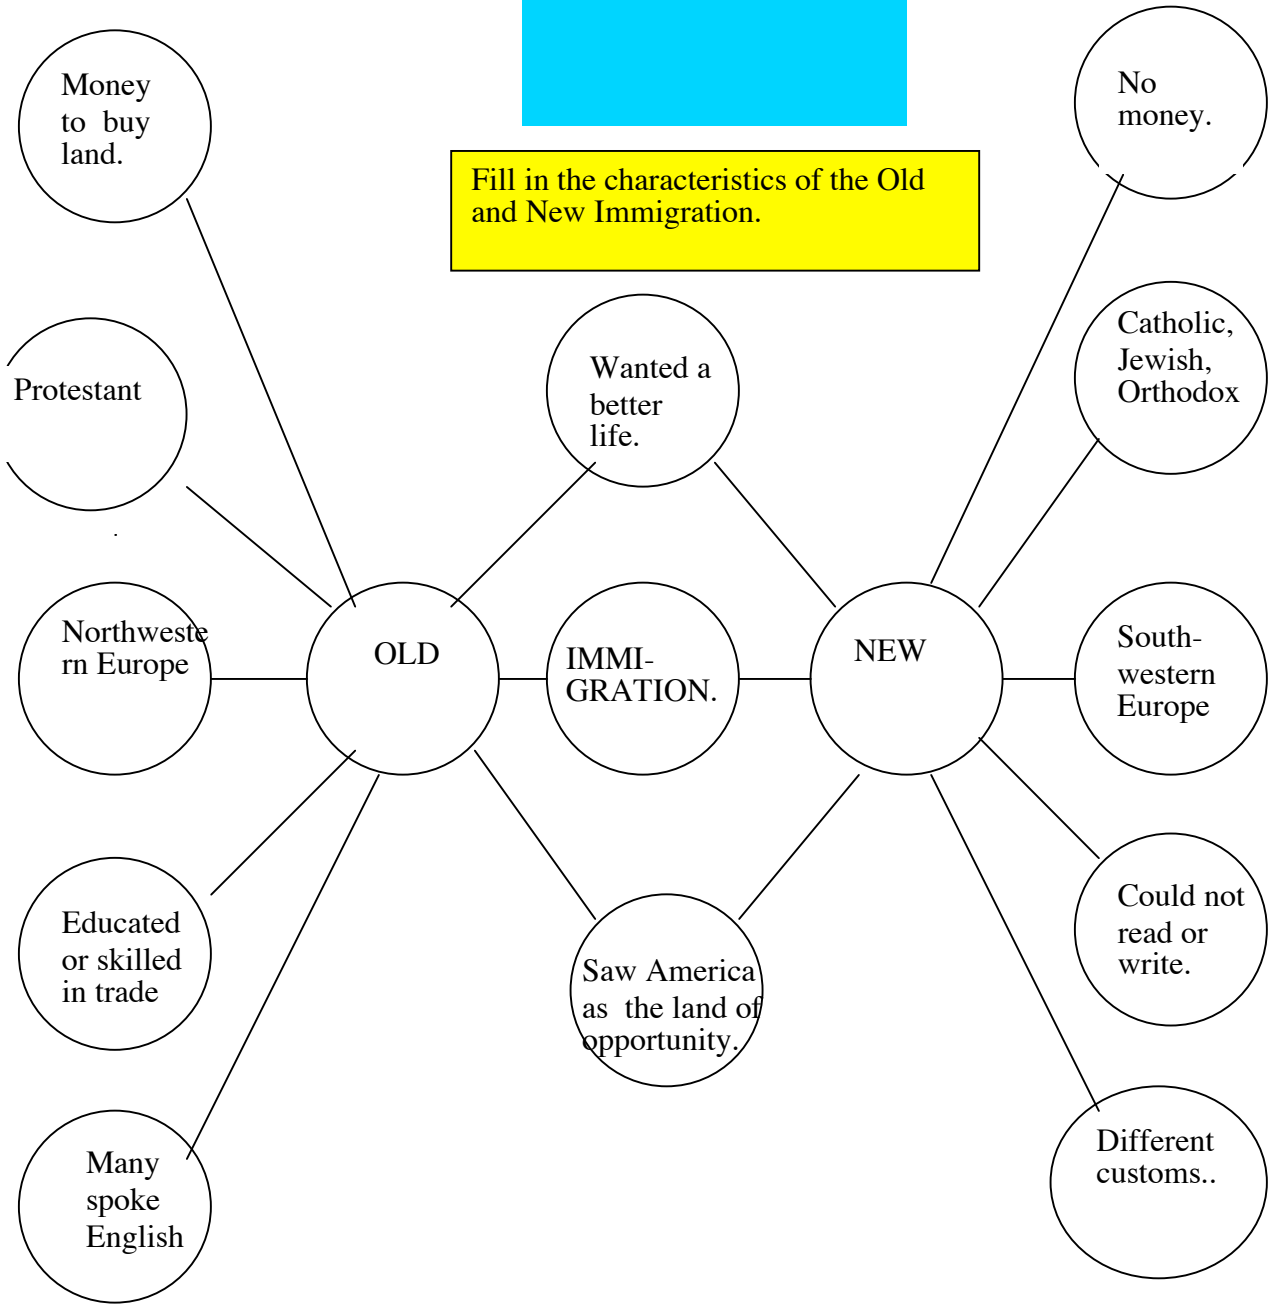 Money
to buy
land.
No
money.
Fill in the characteristics of the Old
and New Immigration.
Protestant
.
Wanted a
better
life.
Catholic,
Jewish,
Orthodox
Northweste
rn Europe
OLD
IMMI-
GRATION.
NEW
South-
western
Europe
Educated
or skilled
in trade
Saw America
as the land of
opportunity.
Could not
read or
write.
Many
spoke
English
Different
customs..